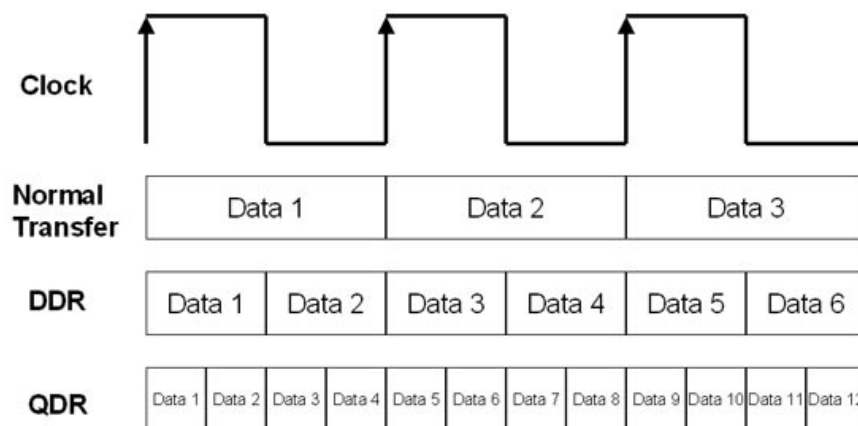 Clock
Normal
Transfer
Data 1 Data 2 Data 3
DDR
Data 1 Data 2 Data 3 Data 4 Data 5 Data 6
QDR
Data 1 Data 2 Data 3 Data 4 Data 5 Data 6 Data 7 Data 8 Data 9 Data 10 Data 11 Data 12